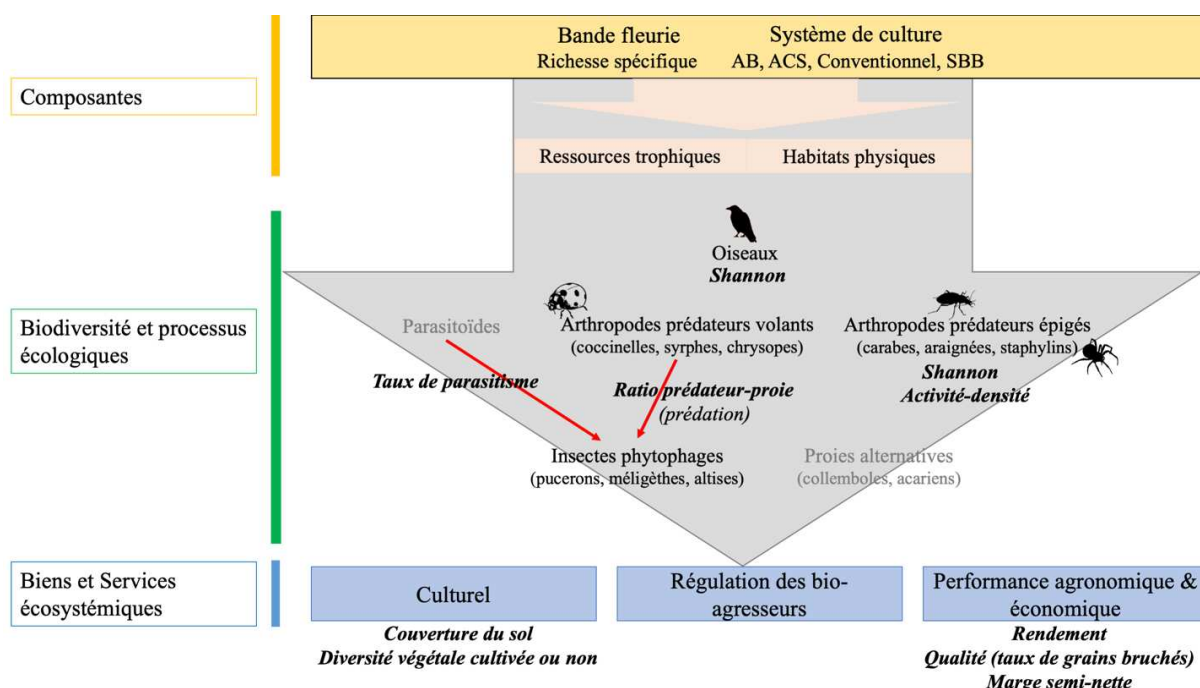 Bande fleurie
Richesse spécifique
Système de culture
AB, ACS, Conventionnel, SBB
Composantes
Ressources trophiques
Habitats physiques
Oiseaux
Shannon
Biodiversité et processus
écologiques
Parasitoïdes
Arthropodes prédateurs volants
(coccinelles, syrphes, chrysopes)
Arthropodes prédateurs épigés
(carabes, araignées, staphylins)
Shannon
Activité-densité
Taux de parasitisme
Ratio prédateur-proie
(prédation)
Insectes phytophages
(pucerons, méligèthes, altises)
Proies alternatives
(collemboles, acariens)
Biens et Services
écosystémiques
Culturel
Couverture du sol
Diversité végétale cultivée ou non
Régulation des bio-
agresseurs
Performance agronomique &
économique
Rendement
Qualité (taux de grains bruchés)
Marge semi-nette